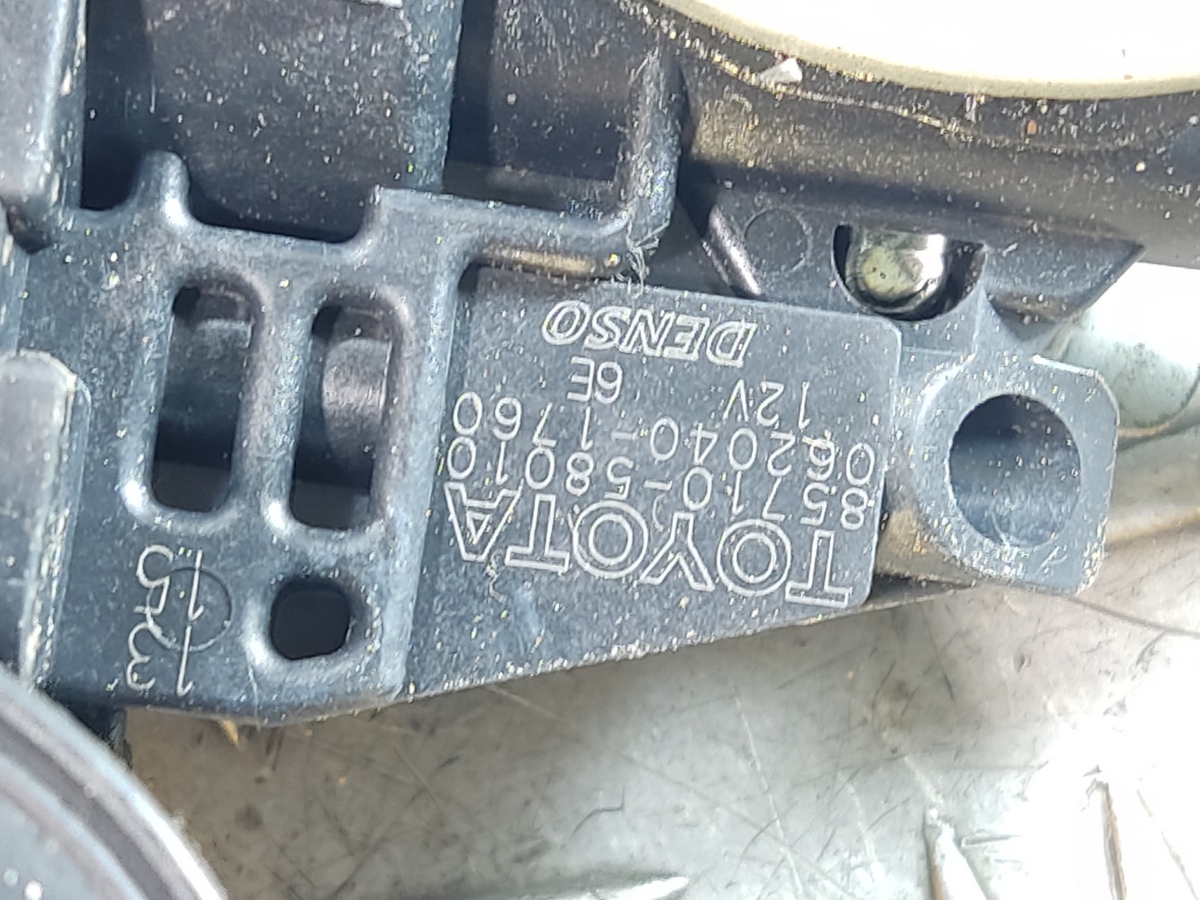 TOYOTA
85710-58010
062040-1760
12V 6E
DENSO